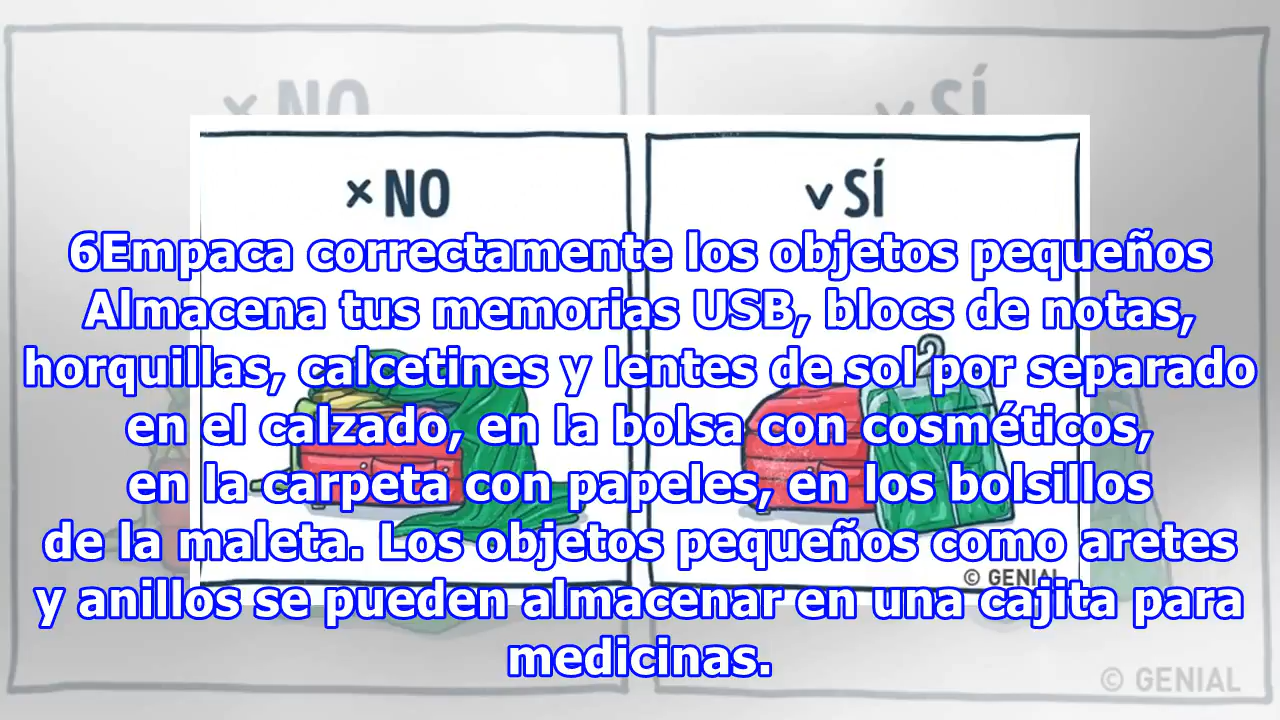 × NO
v SÍ
× NO
v SÍ
6Empaca correctamente los objetos pequeños
Almacena tus memorias USB, blocs de notas,
horquillas, calcetines y lentes de sol por separado
en el calzado, en la bolsa con cosméticos,
en la carpeta con papeles, en los bolsillos
de la maleta. Los objetos pequeños como aretes
y anillos se pueden almacenar en una cajita para
medicinas.
© GENIAL
© GENIAL